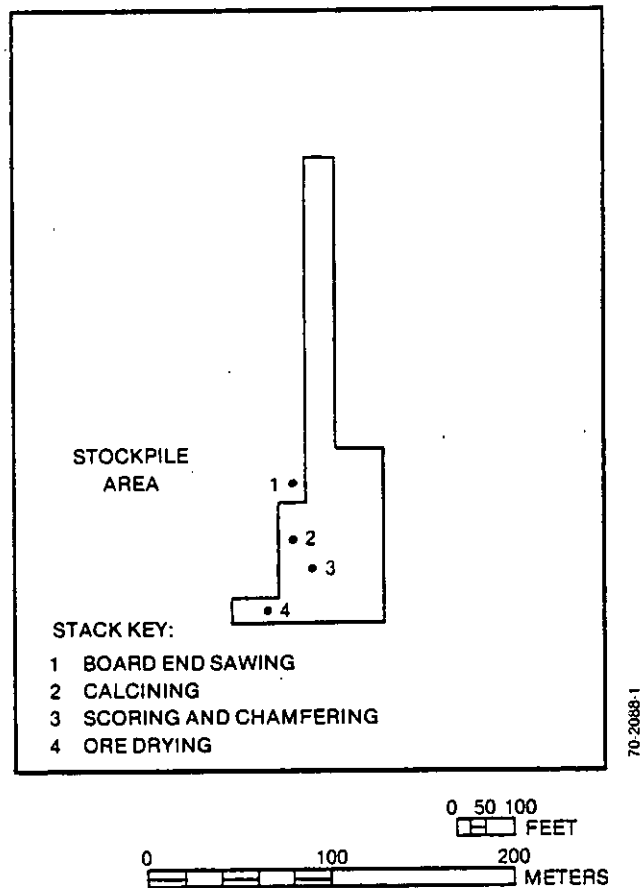 STOCKPILE
AREA
1
2
3
4
STACK KEY:
1 BOARD END SAWING
2 CALCINING
3 SCORING AND CHAMFERING
4 ORE DRYING
70-2088-1
0 50 100
FEET
0 100 200
METERS